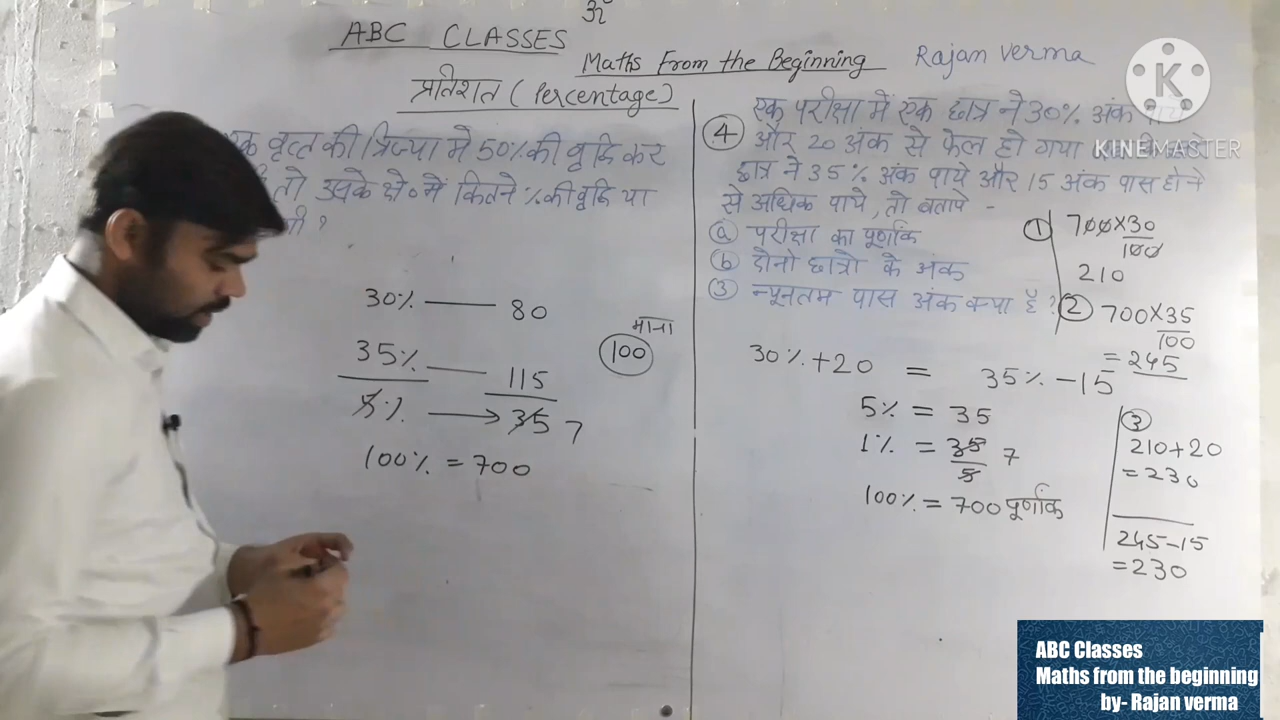 ABC CLASSES
Maths From the Beginning
Rajan verma
प्रतिशत (Percentage)
K
KINEMASTER
वृत्त की त्रिज्या मे 50% की वृद्धि कर
तो उसके क्षे० में कितने % की वृद्धि या
?
30% 80
35% 115
5% → 35 7
100% = 700
माना
100
4 एक परीक्षा में एक छात्र ने 30% अंक
और 20 अंक से फेल हो गया
छात्र ने 35% अंक पाये और 15 अंक पास होने
से अधिक पाये, तो बतापे -
a परीक्षा का पूर्णांक
b दोनो छात्रो के अंक
3 न्यूनतम पास अंक क्पा हैं ?
30% + 20 = 35% - 15
5% = 35
1% = 35/5 7
100% = 700 पूर्णांक
1 700 × 30
100
210
2 700 × 35
100
= 245
3
210 + 20
= 230
245 - 15
= 230
ABC Classes
Maths from the beginning
by- Rajan verma